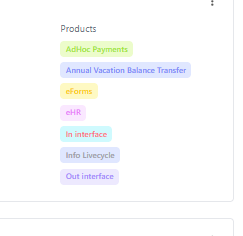 Products
AdHoc Payments
Annual Vacation Balance Transfer
eForms
eHR
In interface
Info Livecycle
Out interface